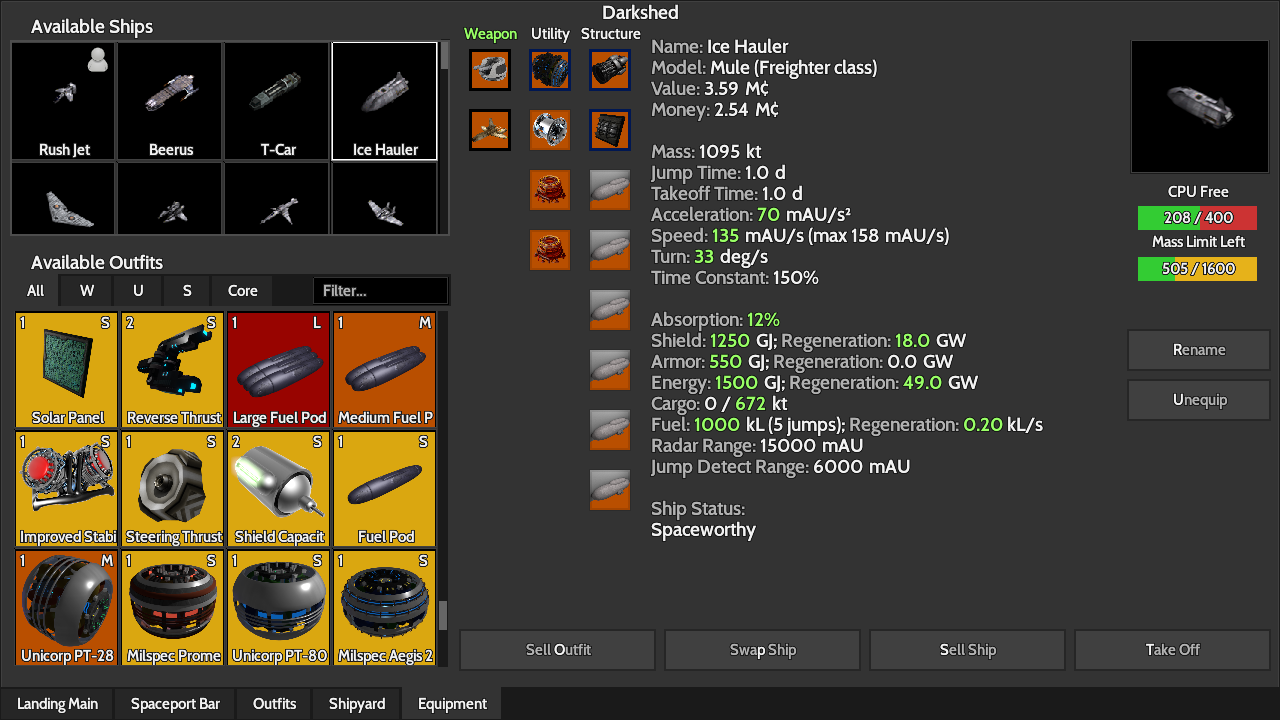 Darkshed
Available Ships
Rush Jet
Beerus
T-Car
Ice Hauler
Available Outfits
All
W
U
S
Core
Filter...
1 S
Solar Panel
2 S
Reverse Thrust
1 L
Large Fuel Pod
1 M
Medium Fuel P
1 S
Improved Stabi
1 S
Steering Thrust
2 S
Shield Capacit
1 S
Fuel Pod
1 M
Unicorp PT-28
1 S
Milspec Prome
1 S
Unicorp PT-80
1 S
Milspec Aegis 2
Weapon Utility Structure
Name: Ice Hauler
Model: Mule (Freighter class)
Value: 3.59 M¢
Money: 2.54 M¢
Mass: 1095 kt
Jump Time: 1.0 d
Takeoff Time: 1.0 d
Acceleration: 70 mAU/s²
Speed: 135 mAU/s (max 158 mAU/s)
Turn: 33 deg/s
Time Constant: 150%
Absorption: 12%
Shield: 1250 GJ; Regeneration: 18.0 GW
Armor: 550 GJ; Regeneration: 0.0 GW
Energy: 1500 GJ; Regeneration: 49.0 GW
Cargo: 0 / 672 kt
Fuel: 1000 kL (5 jumps); Regeneration: 0.20 kL/s
Radar Range: 15000 mAU
Jump Detect Range: 6000 mAU
Ship Status:
Spaceworthy
CPU Free
208 / 400
Mass Limit Left
505 / 1600
Rename
Unequip
Sell Outfit
Swap Ship
Sell Ship
Take Off
Landing Main
Spaceport Bar
Outfits
Shipyard
Equipment